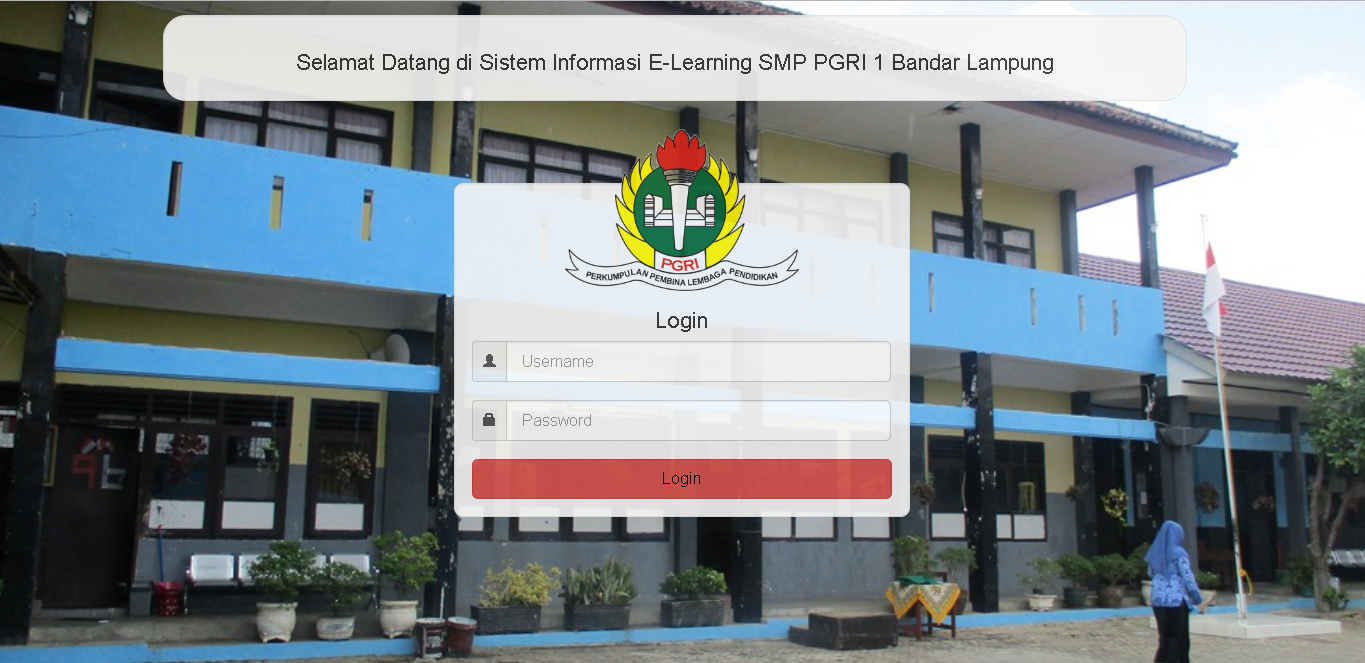 Selamat Datang di Sistem Informasi E-Learning SMP PGRI 1 Bandar Lampung
PGRI
PERKUMPULAN PEMBINA LEMBAGA PENDIDIKAN
Login
Username
Password
Login